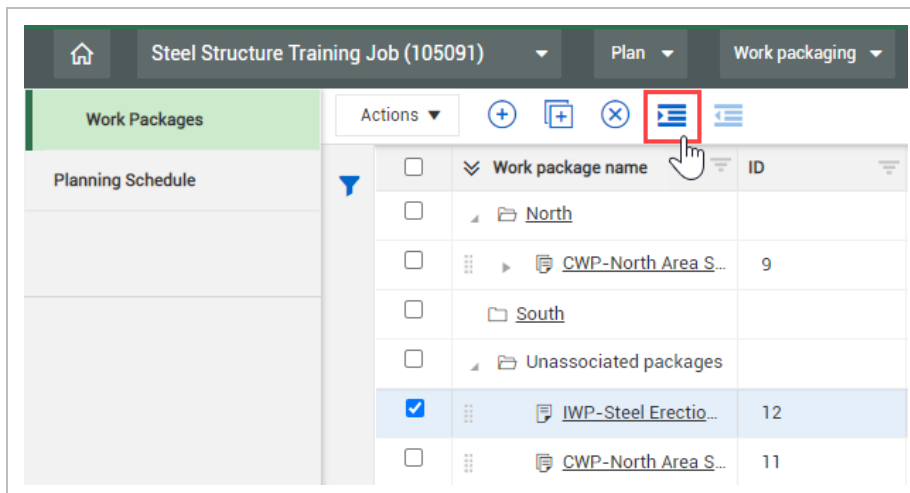 Steel Structure Training Job (105091) Plan Work packaging
Work Packages
Actions
Planning Schedule
Work package name ID
North
CWP-North Area S... 9
South
Unassociated packages
IWP-Steel Erectio... 12
CWP-North Area S... 11